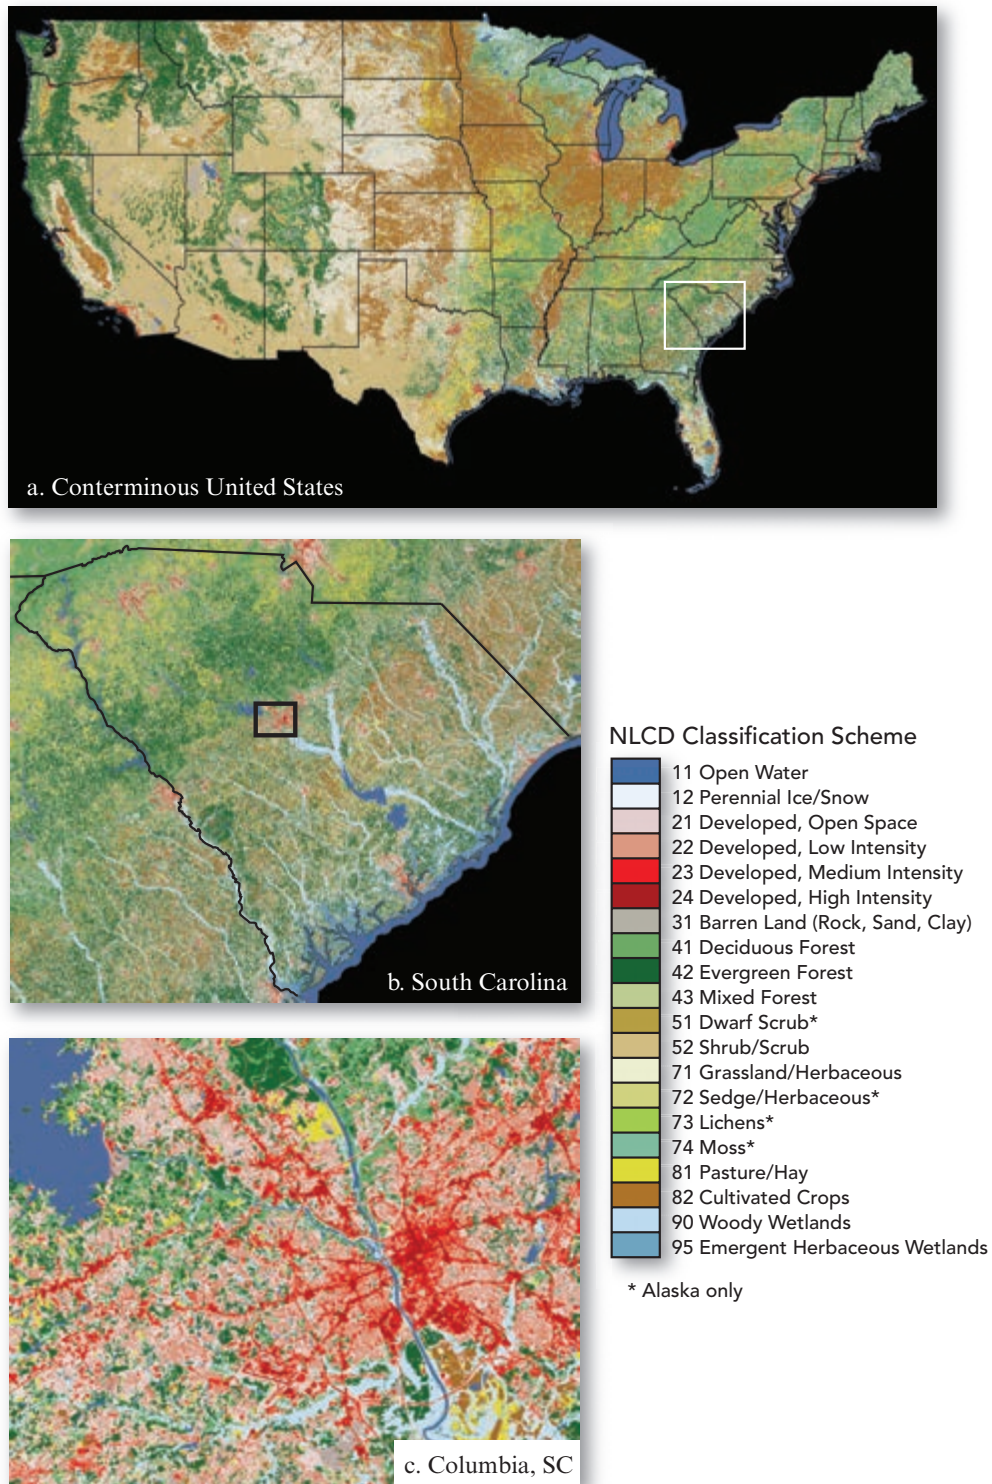 a. Conterminous United States
b. South Carolina
NLCD Classification Scheme
11 Open Water
12 Perennial Ice/Snow
21 Developed, Open Space
22 Developed, Low Intensity
23 Developed, Medium Intensity
24 Developed, High Intensity
31 Barren Land (Rock, Sand, Clay)
41 Deciduous Forest
42 Evergreen Forest
43 Mixed Forest
51 Dwarf Scrub*
52 Shrub/Scrub
71 Grassland/Herbaceous
72 Sedge/Herbaceous*
73 Lichens*
74 Moss*
81 Pasture/Hay
82 Cultivated Crops
90 Woody Wetlands
95 Emergent Herbaceous Wetlands
* Alaska only
c. Columbia, SC